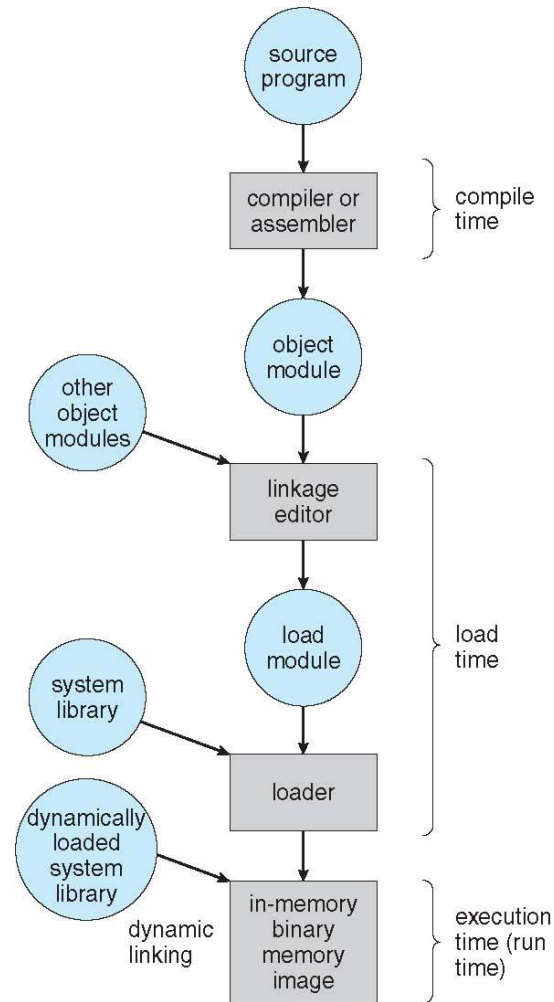 source
program
compiler or
assembler
compile
time
object
module
other
object
modules
linkage
editor
load
module
load
time
system
library
loader
dynamically
loaded
system
library
dynamic
linking
in-memory
binary
memory
image
execution
time (run
time)